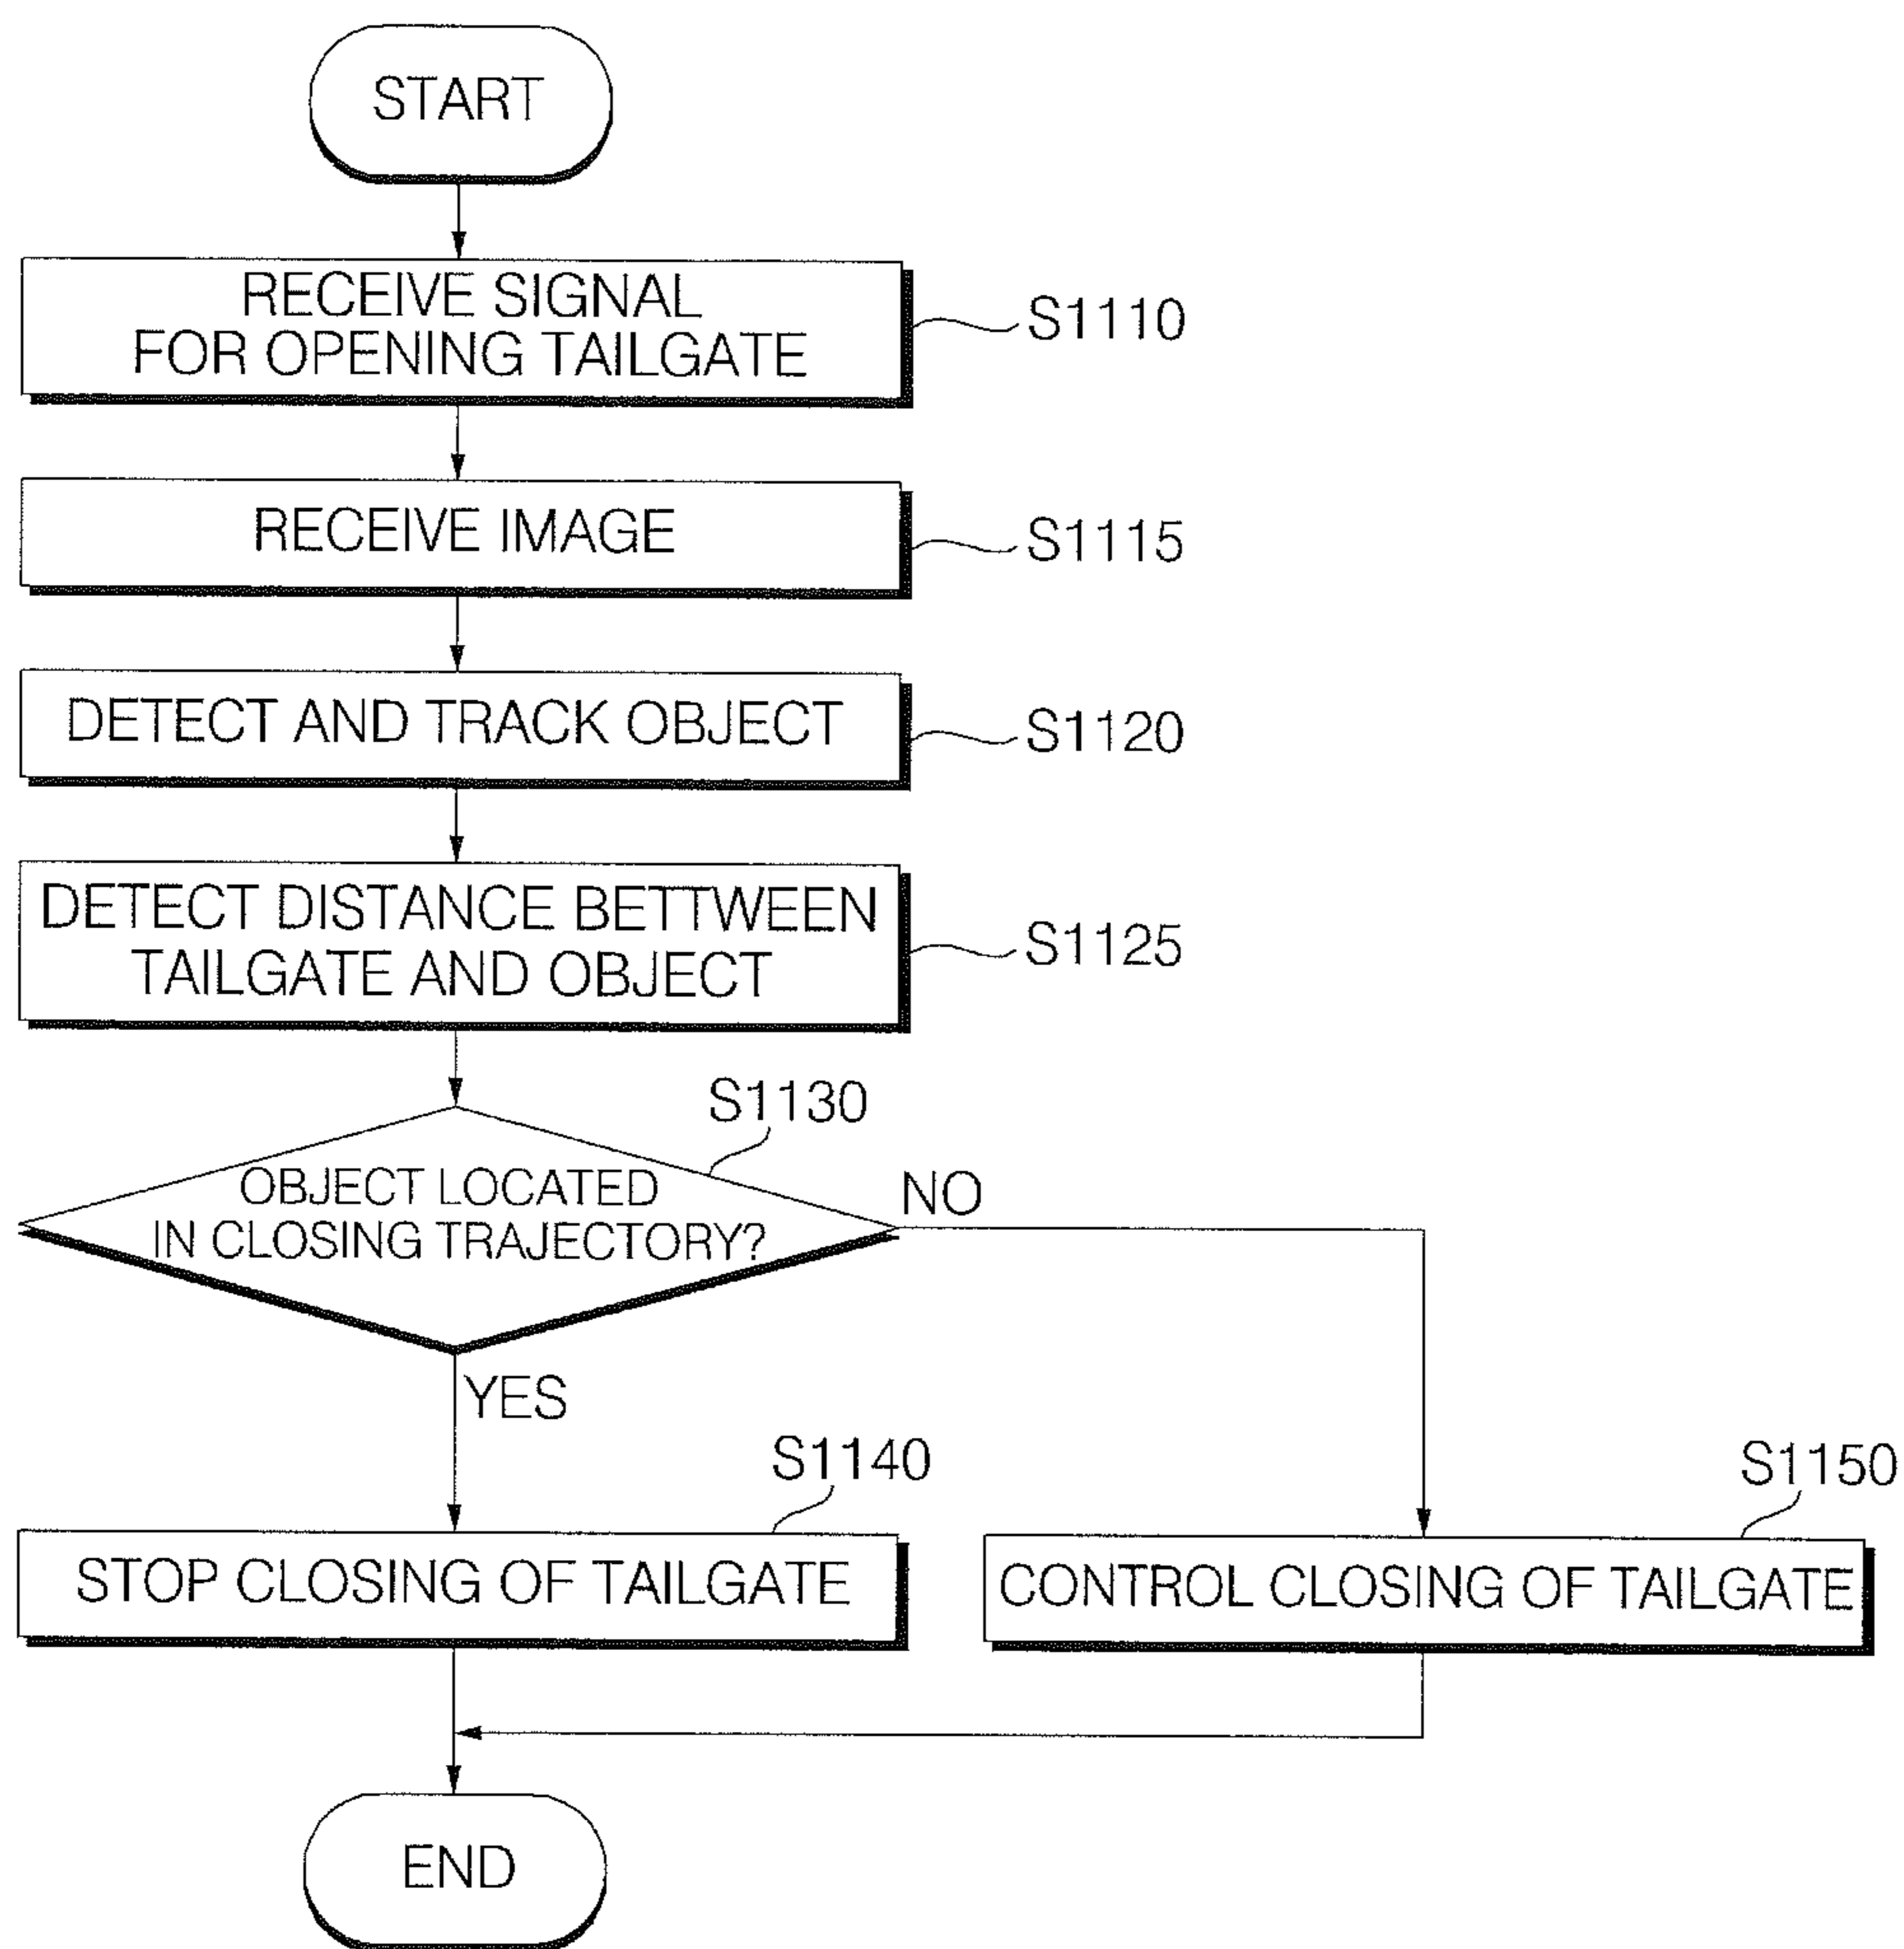 START
RECEIVE SIGNAL
FOR OPENING TAILGATE
S1110
RECEIVE IMAGE
S1115
DETECT AND TRACK OBJECT
S1120
DETECT DISTANCE BETTWEEN
TAILGATE AND OBJECT
S1125
S1130
OBJECT LOCATED
IN CLOSING TRAJECTORY?
NO
YES
S1140
STOP CLOSING OF TAILGATE
S1150
CONTROL CLOSING OF TAILGATE
END